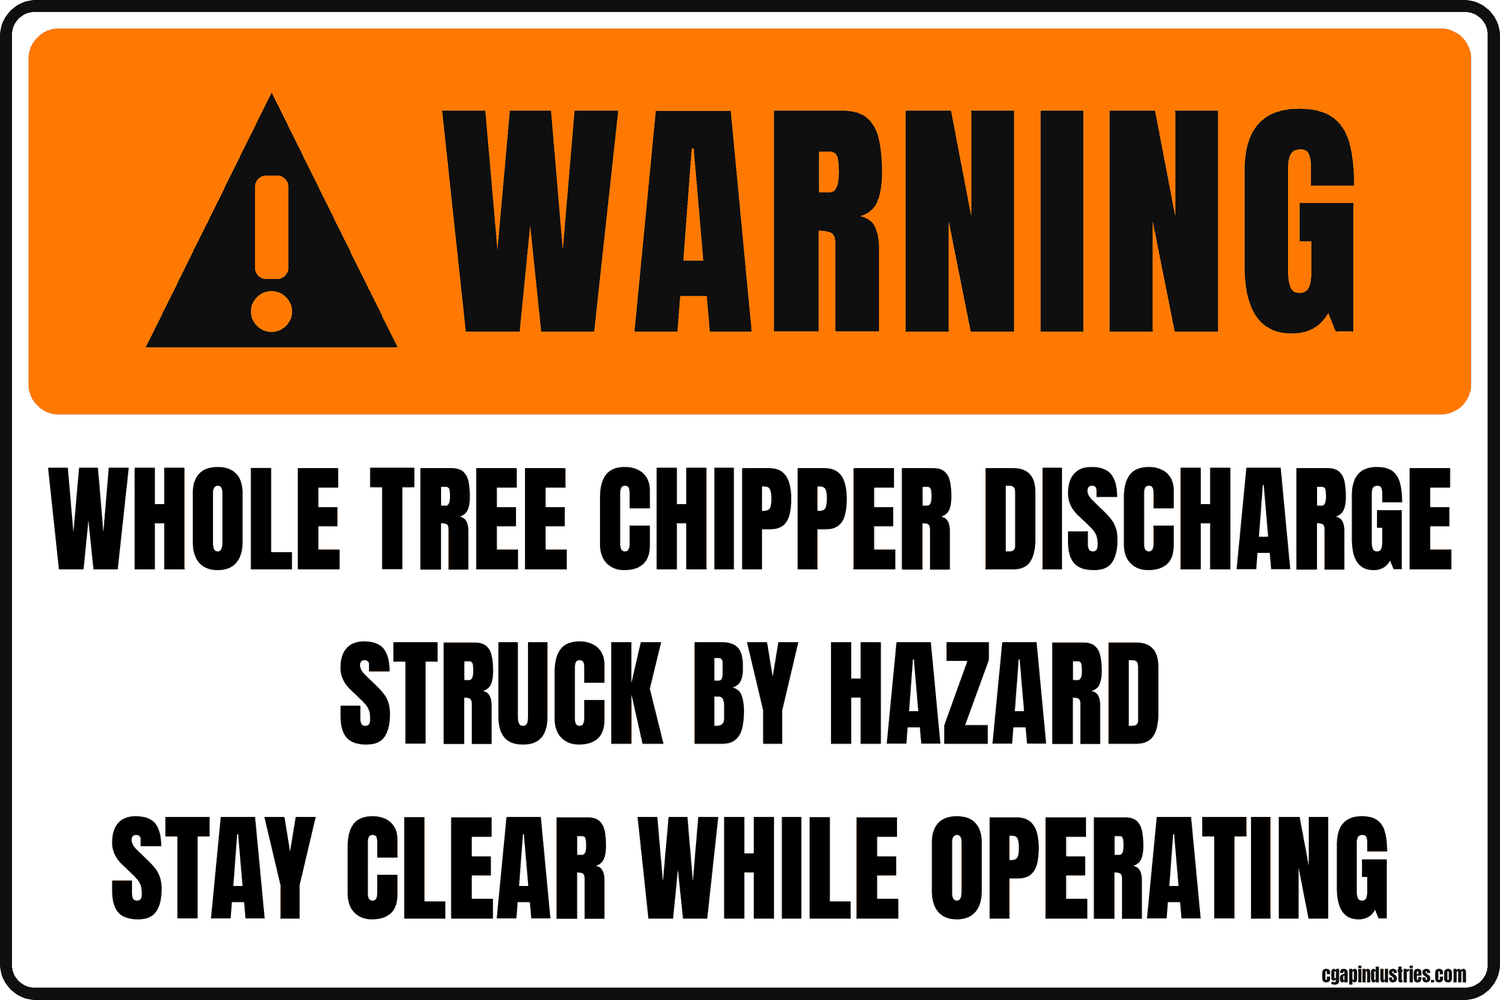 WARNING
WHOLE TREE CHIPPER DISCHARGE
STRUCK BY HAZARD
STAY CLEAR WHILE OPERATING
cgapindustries.com